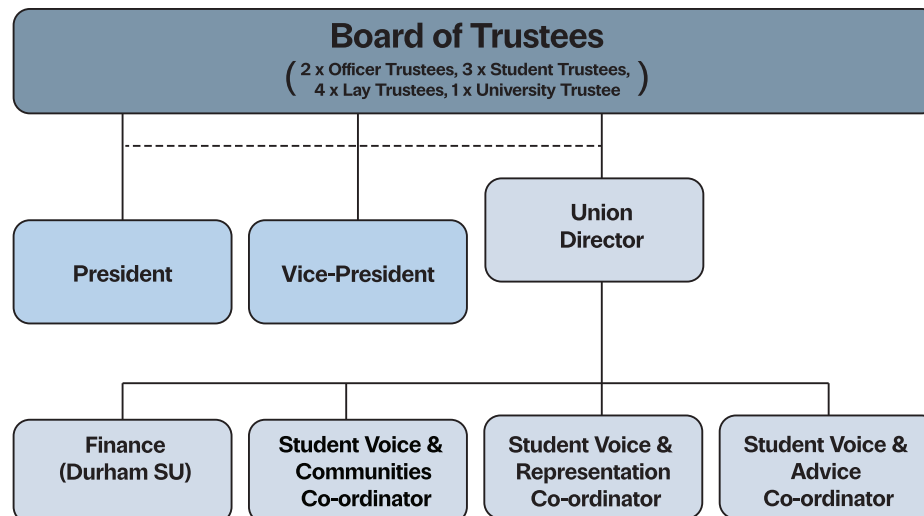 Board of Trustees
( 2 x Officer Trustees, 3 x Student Trustees,
4 x Lay Trustees, 1 x University Trustee )
Union
Director
President
Vice-President
Finance
(Durham SU)
Student Voice &
Communities
Co-ordinator
Student Voice &
Representation
Co-ordinator
Student Voice &
Advice
Co-ordinator